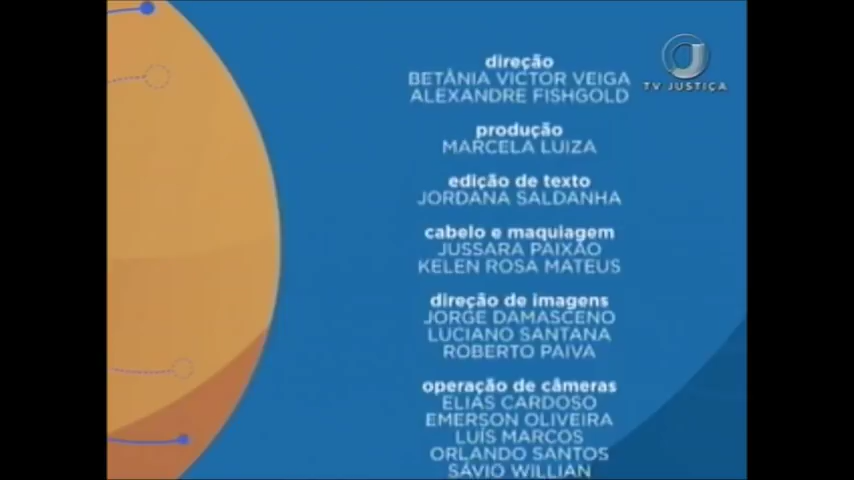 direção
BETÂNIA VICTOR VEIGA
ALEXANDRE FISHGOLD
produção
MARCELA LUIZA
edição de texto
JORDANA SALDANHA
cabelo e maquiagem
JUSSARA PAIXÃO
KELEN ROSA MATEUS
direção de imagens
JORGE DAMASCENO
LUCIANO SANTANA
ROBERTO PAIVA
operação de câmeras
ELIAS CARDOSO
EMERSON OLIVEIRA
LUÍS MARCOS
ORLANDO SANTOS
SÁVIO WILLIAN
J
TV JUSTIÇA